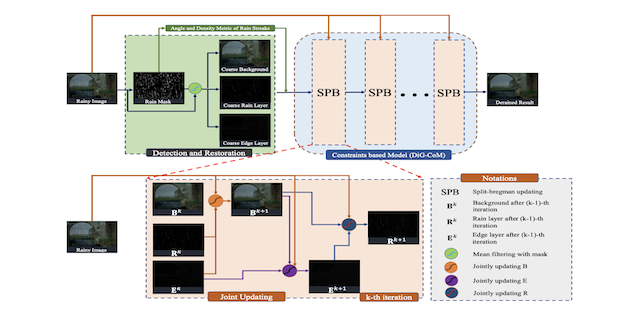 Angle and Density Metric of Rain Streaks
Rainy Image
Rain Mask
Coarse Background
Coarse Rain Layer
Coarse Edge Layer
Detection and Restoration
SPB
SPB
SPB
Constraints based Model (DiG-CoM)
Derained Result
Rainy Image
B^k
R^k
E^k
B^k+1
E^k+1
R^k+1
Joint Updating
k-th iteration
Notations
SPB Split-bregman updating
B^k Background after (k-1)-th
iteration
R^k Rain layer after (k-1)-th
iteration
E^k Edge layer after (k-1)-th
iteration
Mean filtering with mask
Jointly updating B
Jointly updating E
Jointly updating R